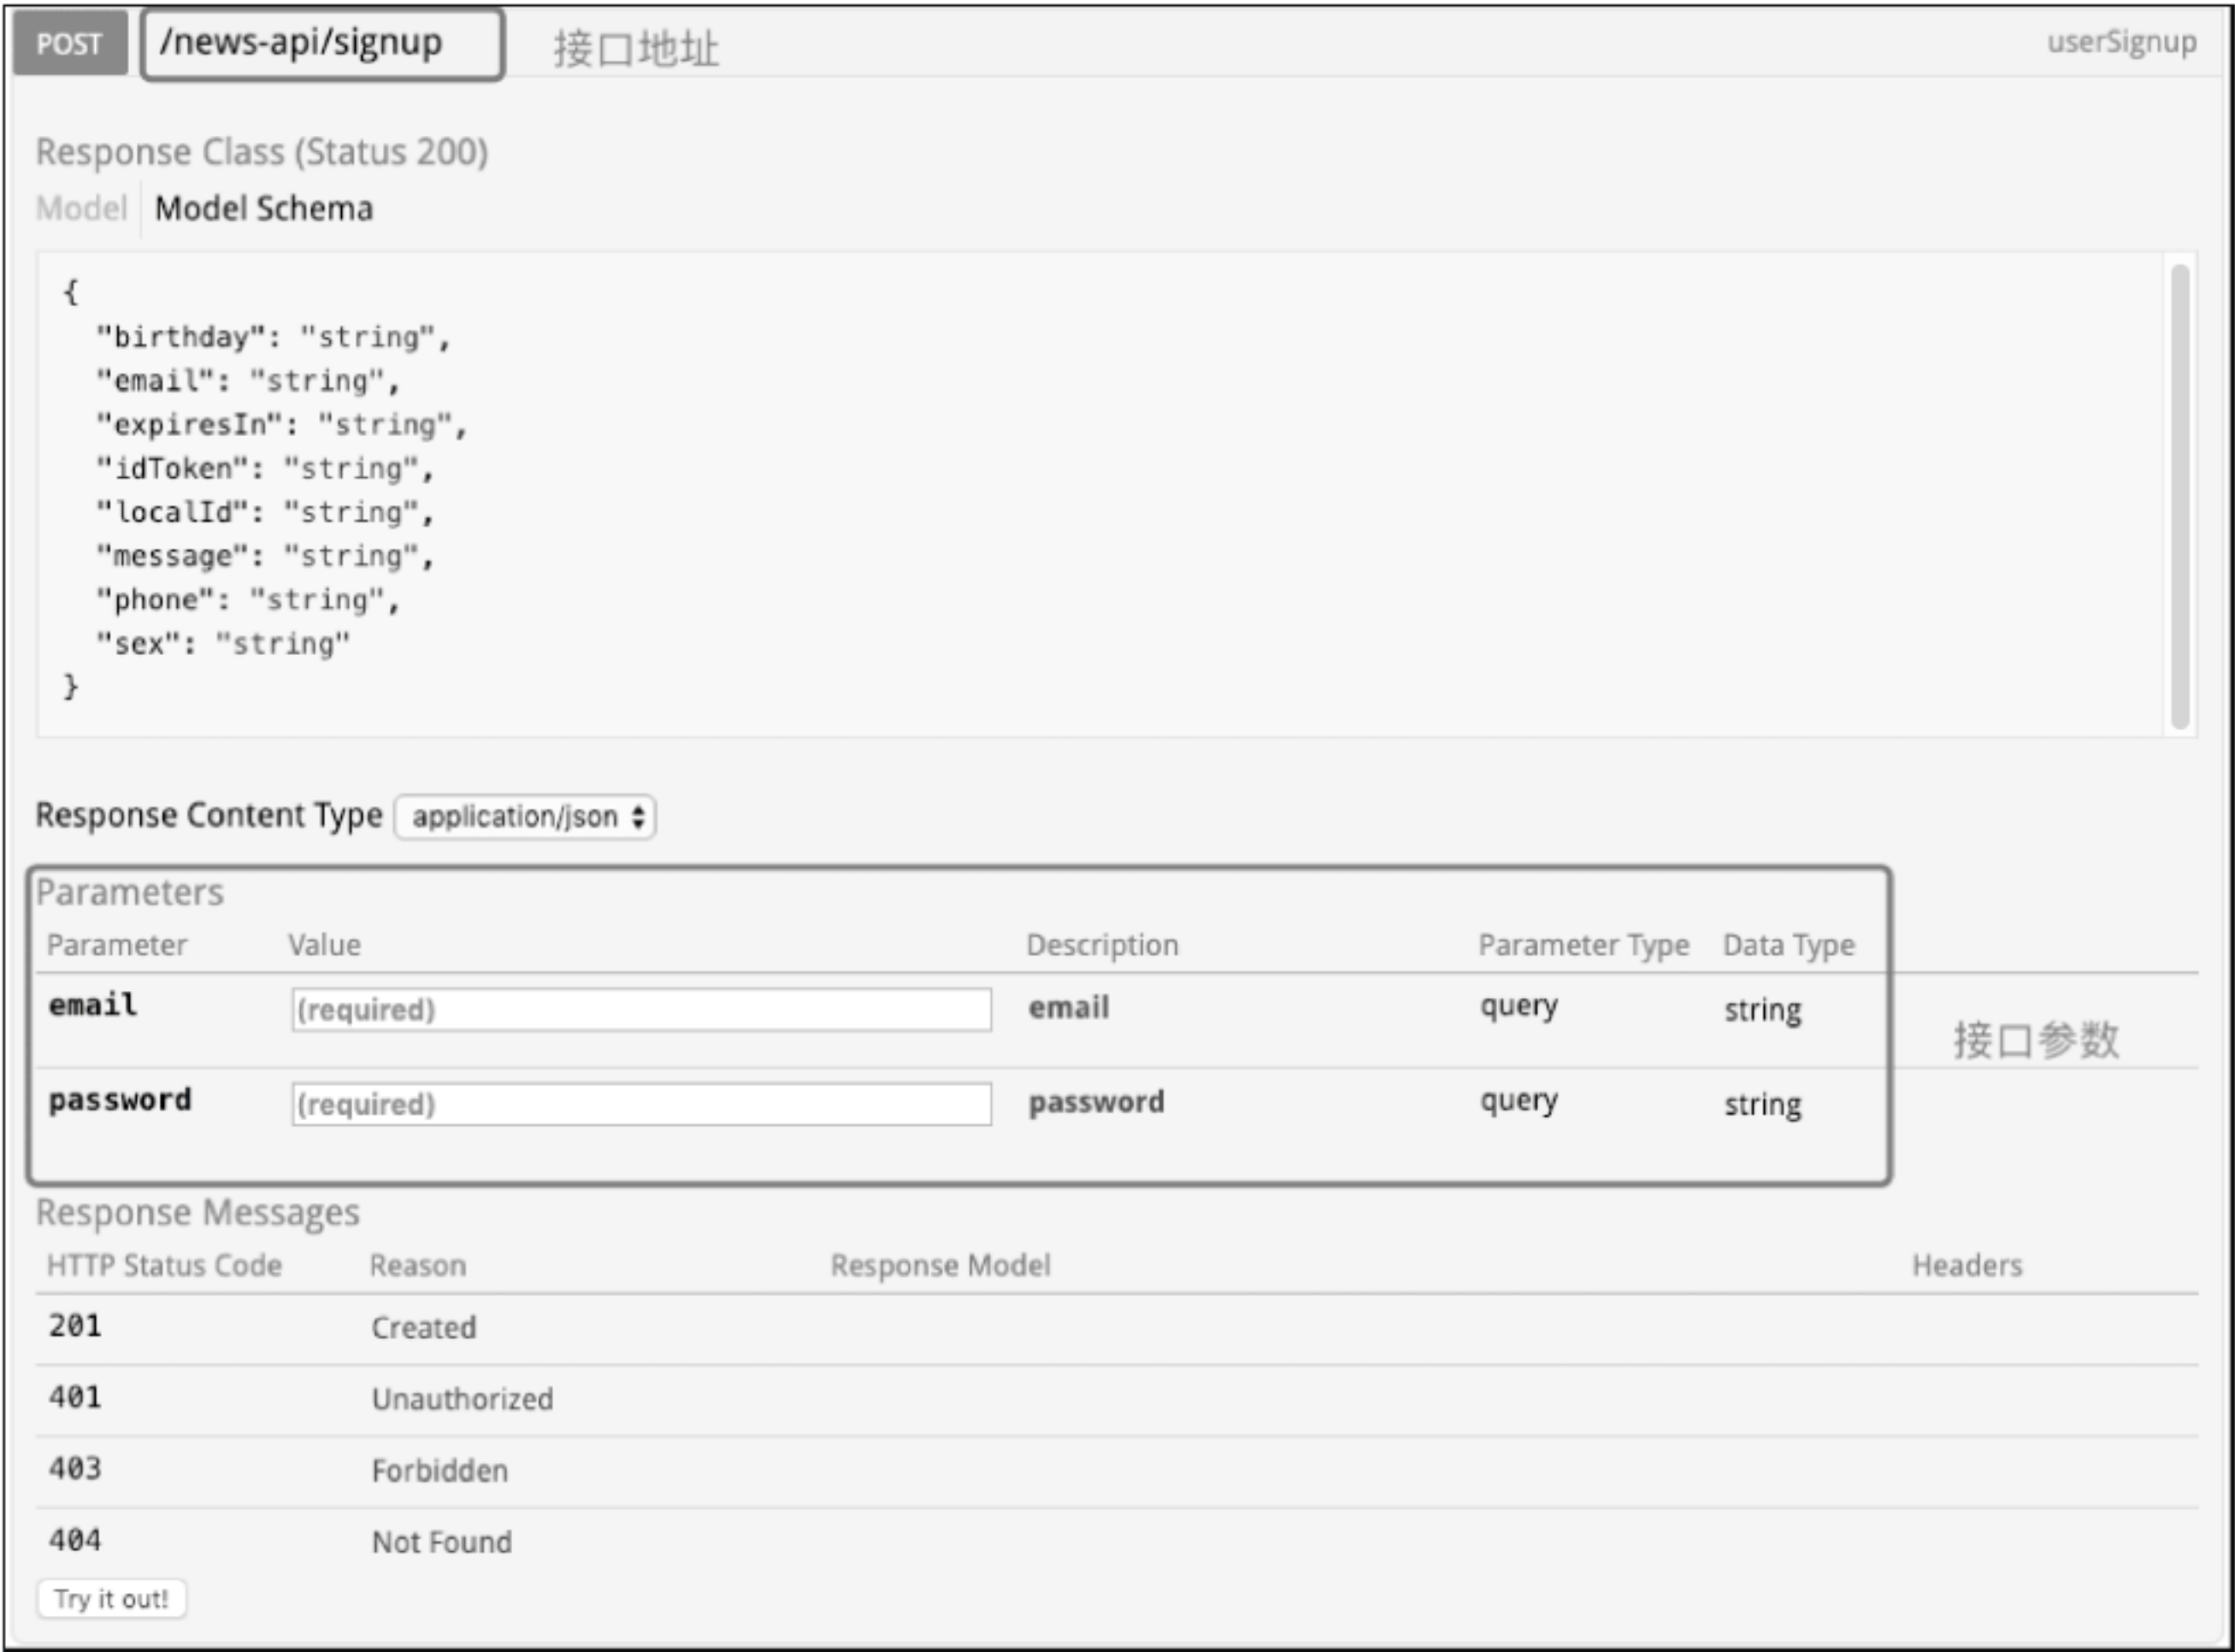 POST /news-api/signup 接口地址 userSignup
Response Class (Status 200)
Model Model Schema
{
"birthday": "string",
"email": "string",
"expiresIn": "string",
"idToken": "string",
"localId": "string",
"message": "string",
"phone": "string",
"sex": "string"
}
Response Content Type application/json
Parameters
Parameter Value Description Parameter Type Data Type
email (required) email query string
接口参数
password (required) password query string
Response Messages
HTTP Status Code Reason Response Model Headers
201 Created
401 Unauthorized
403 Forbidden
404 Not Found
Try it out!